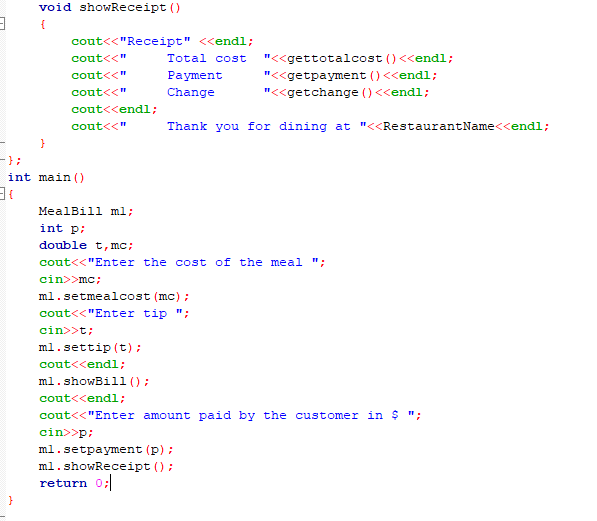 void showReceipt()
{
cout<<"Receipt" <<endl;
cout<<"     Total cost  "<<gettotalcost()<<endl;
cout<<"     Payment     "<<getpayment()<<endl;
cout<<"     Change      "<<getchange()<<endl;
cout<<endl;
cout<<"     Thank you for dining at "<<RestaurantName<<endl;
}
};
int main()
{
MealBill m1;
int p;
double t,mc;
cout<<"Enter the cost of the meal ";
cin>>mc;
m1.setmealcost(mc);
cout<<"Enter tip ";
cin>>t;
m1.settip(t);
cout<<endl;
m1.showBill();
cout<<endl;
cout<<"Enter amount paid by the customer in $ ";
cin>>p;
m1.setpayment(p);
m1.showReceipt();
return 0;
}